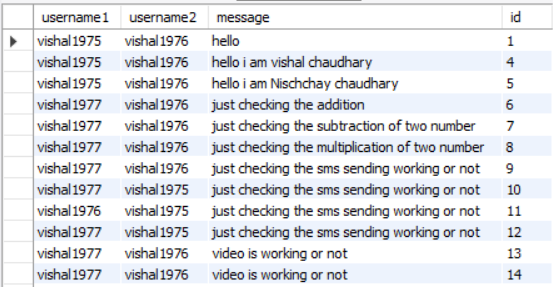 username1 username2 message id
vishal1975 vishal1976 hello 1
vishal1975 vishal1976 hello i am vishal chaudhary 4
vishal1975 vishal1976 hello i am Nischchay chaudhary 5
vishal1977 vishal1976 just checking the addition 6
vishal1977 vishal1976 just checking the subtraction of two number 7
vishal1977 vishal1976 just checking the multiplication of two number 8
vishal1977 vishal1976 just checking the sms sending working or not 9
vishal1977 vishal1975 just checking the sms sending working or not 10
vishal1976 vishal1975 just checking the sms sending working or not 11
vishal1977 vishal1975 just checking the sms sending working or not 12
vishal1977 vishal1976 video is working or not 13
vishal1977 vishal1976 video is working or not 14